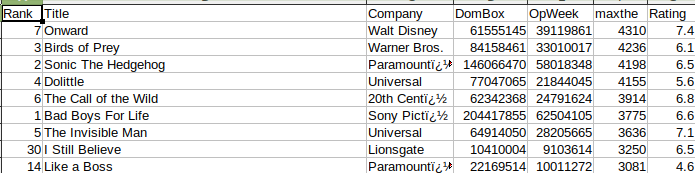 Rank Title Company DomBox OpWeek maxthe Rating
7 Onward Walt Disney 61555145 39119861 4310 7.4
3 Birds of Prey Warner Bros. 84158461 33010017 4236 6.1
2 Sonic The Hedgehog Paramountï¿½ 146066470 58018348 4198 6.5
4 Dolittle Universal 77047065 21844045 4155 5.6
6 The Call of the Wild 20th Centï¿½ 62342368 24791624 3914 6.8
1 Bad Boys For Life Sony Pictï¿½ 204417855 62504105 3775 6.6
5 The Invisible Man Universal 64914050 28205665 3636 7.1
30 I Still Believe Lionsgate 10410004 9103614 3250 6.5
14 Like a Boss Paramountï¿½ 22169514 10011272 3081 4.6